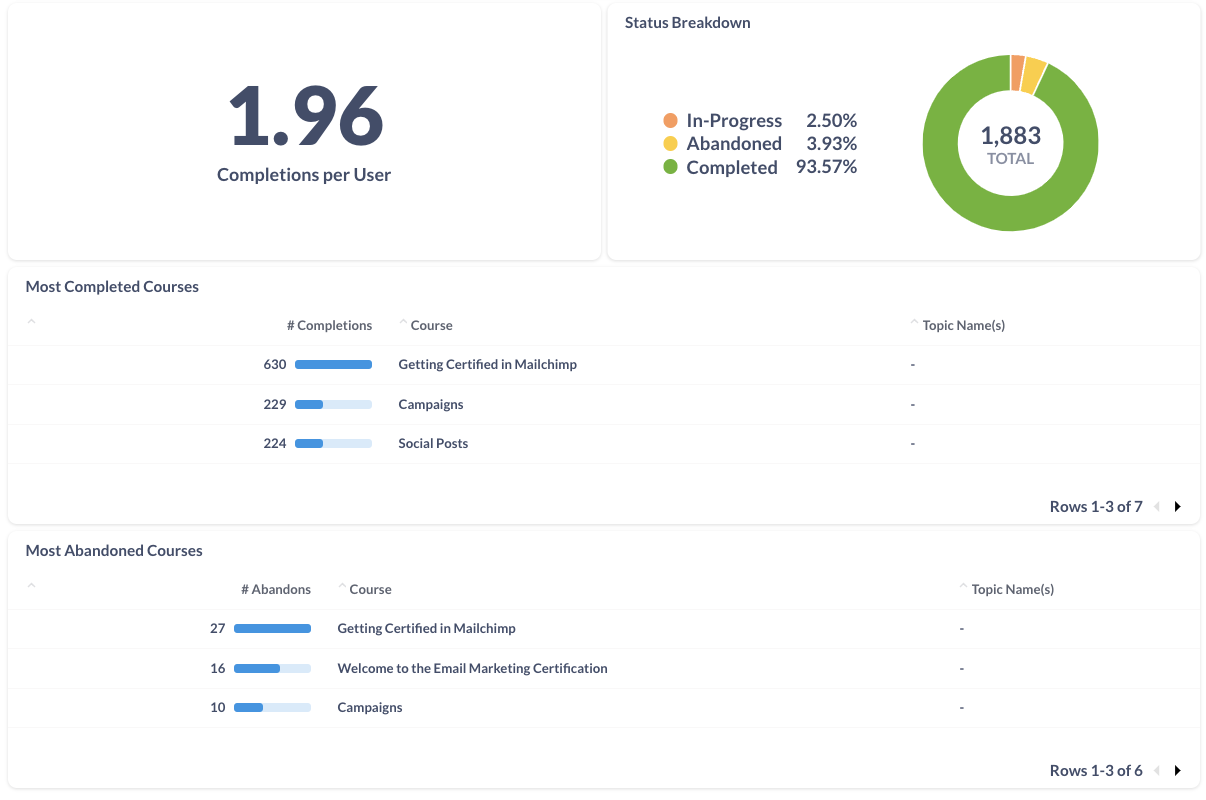 1.96
Completions per User
Status Breakdown
In-Progress 2.50%
Abandoned 3.93%
Completed 93.57%
1,883
TOTAL
Most Completed Courses
# Completions Course Topic Name(s)
630 Getting Certified in Mailchimp -
229 Campaigns -
224 Social Posts -
Rows 1-3 of 7
Most Abandoned Courses
# Abandons Course Topic Name(s)
27 Getting Certified in Mailchimp -
16 Welcome to the Email Marketing Certification -
10 Campaigns -
Rows 1-3 of 6